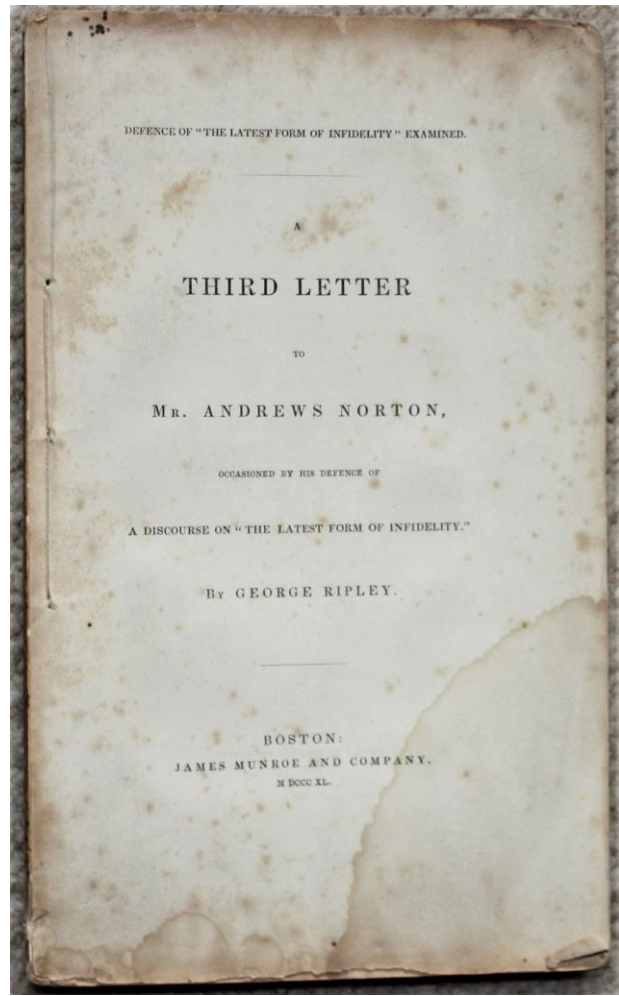 DEFENCE OF "THE LATEST FORM OF INFIDELITY" EXAMINED.
A
THIRD LETTER
TO
MR. ANDREWS NORTON,
OCCASIONED BY HIS DEFENCE OF
A DISCOURSE ON "THE LATEST FORM OF INFIDELITY."
BY GEORGE RIPLEY.
BOSTON:
JAMES MUNROE AND COMPANY.
M DCCC XL.